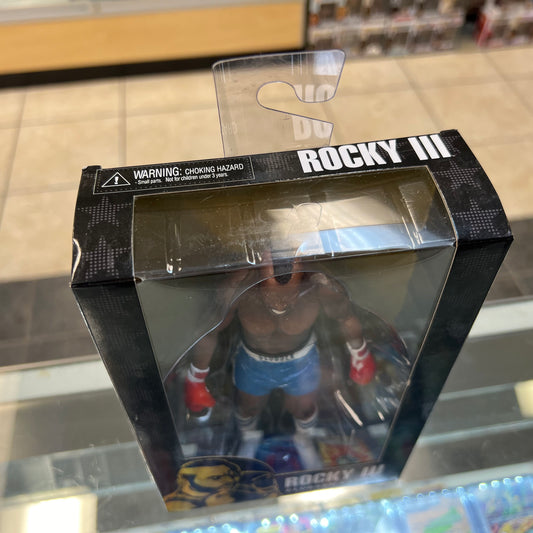 ROCKY III
WARNING: CHOKING HAZARD
- Small parts. Not for children under 3 years.
ROCKY III